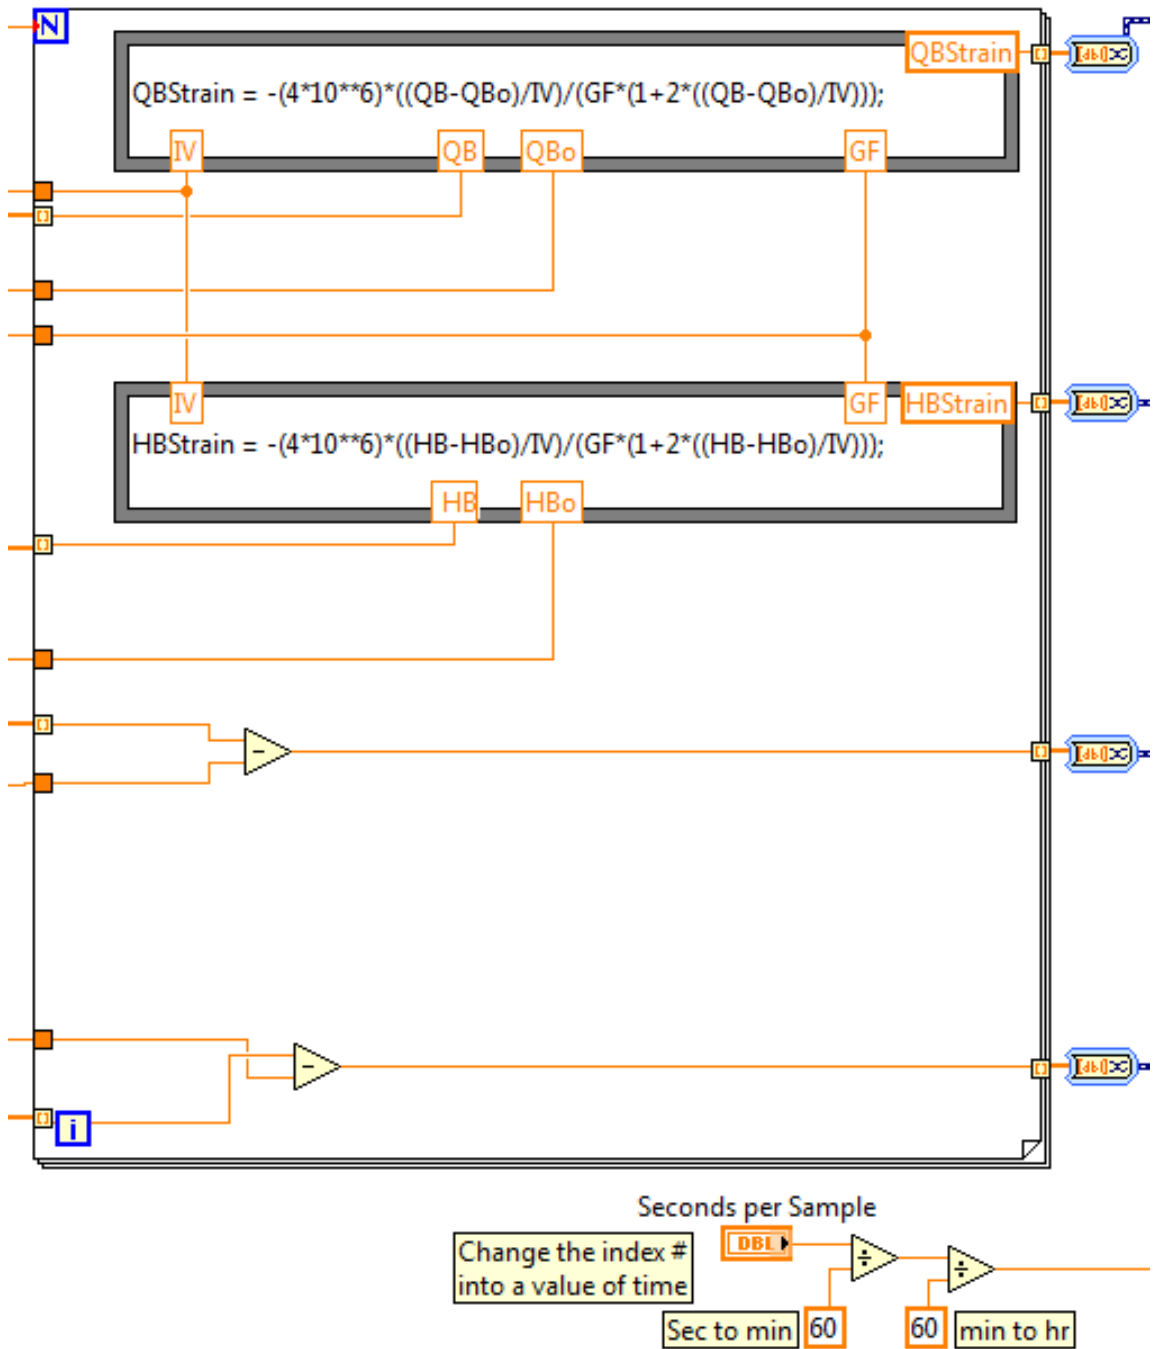 N
QBStrain
QBStrain = -(4*10**6)*((QB-QBo)/IV)/(GF*(1+2*((QB-QBo)/IV)));
IV QB QBo GF
IV GF HBStrain
HBStrain = -(4*10**6)*((HB-HBo)/IV)/(GF*(1+2*((HB-HBo)/IV)));
HB HBo
-
-
i
Seconds per Sample
DBL
Change the index #
into a value of time
÷ ÷
Sec to min 60 60 min to hr